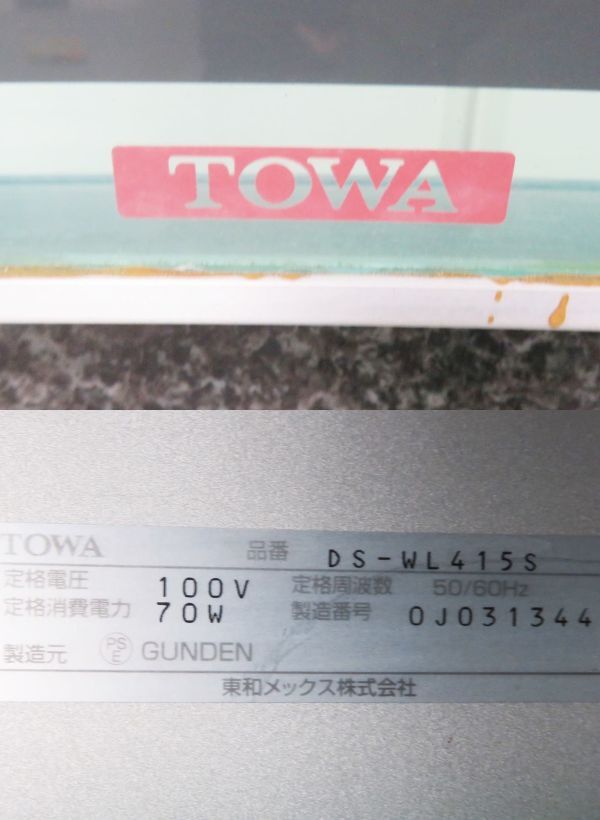 TOWA
TOWA 品番 DS-WL415S
定格電圧 100V 定格周波数 50/60Hz
定格消費電力 70W 製造番号 0J031344
製造元 PSE GUNDEN
東和メックス株式会社